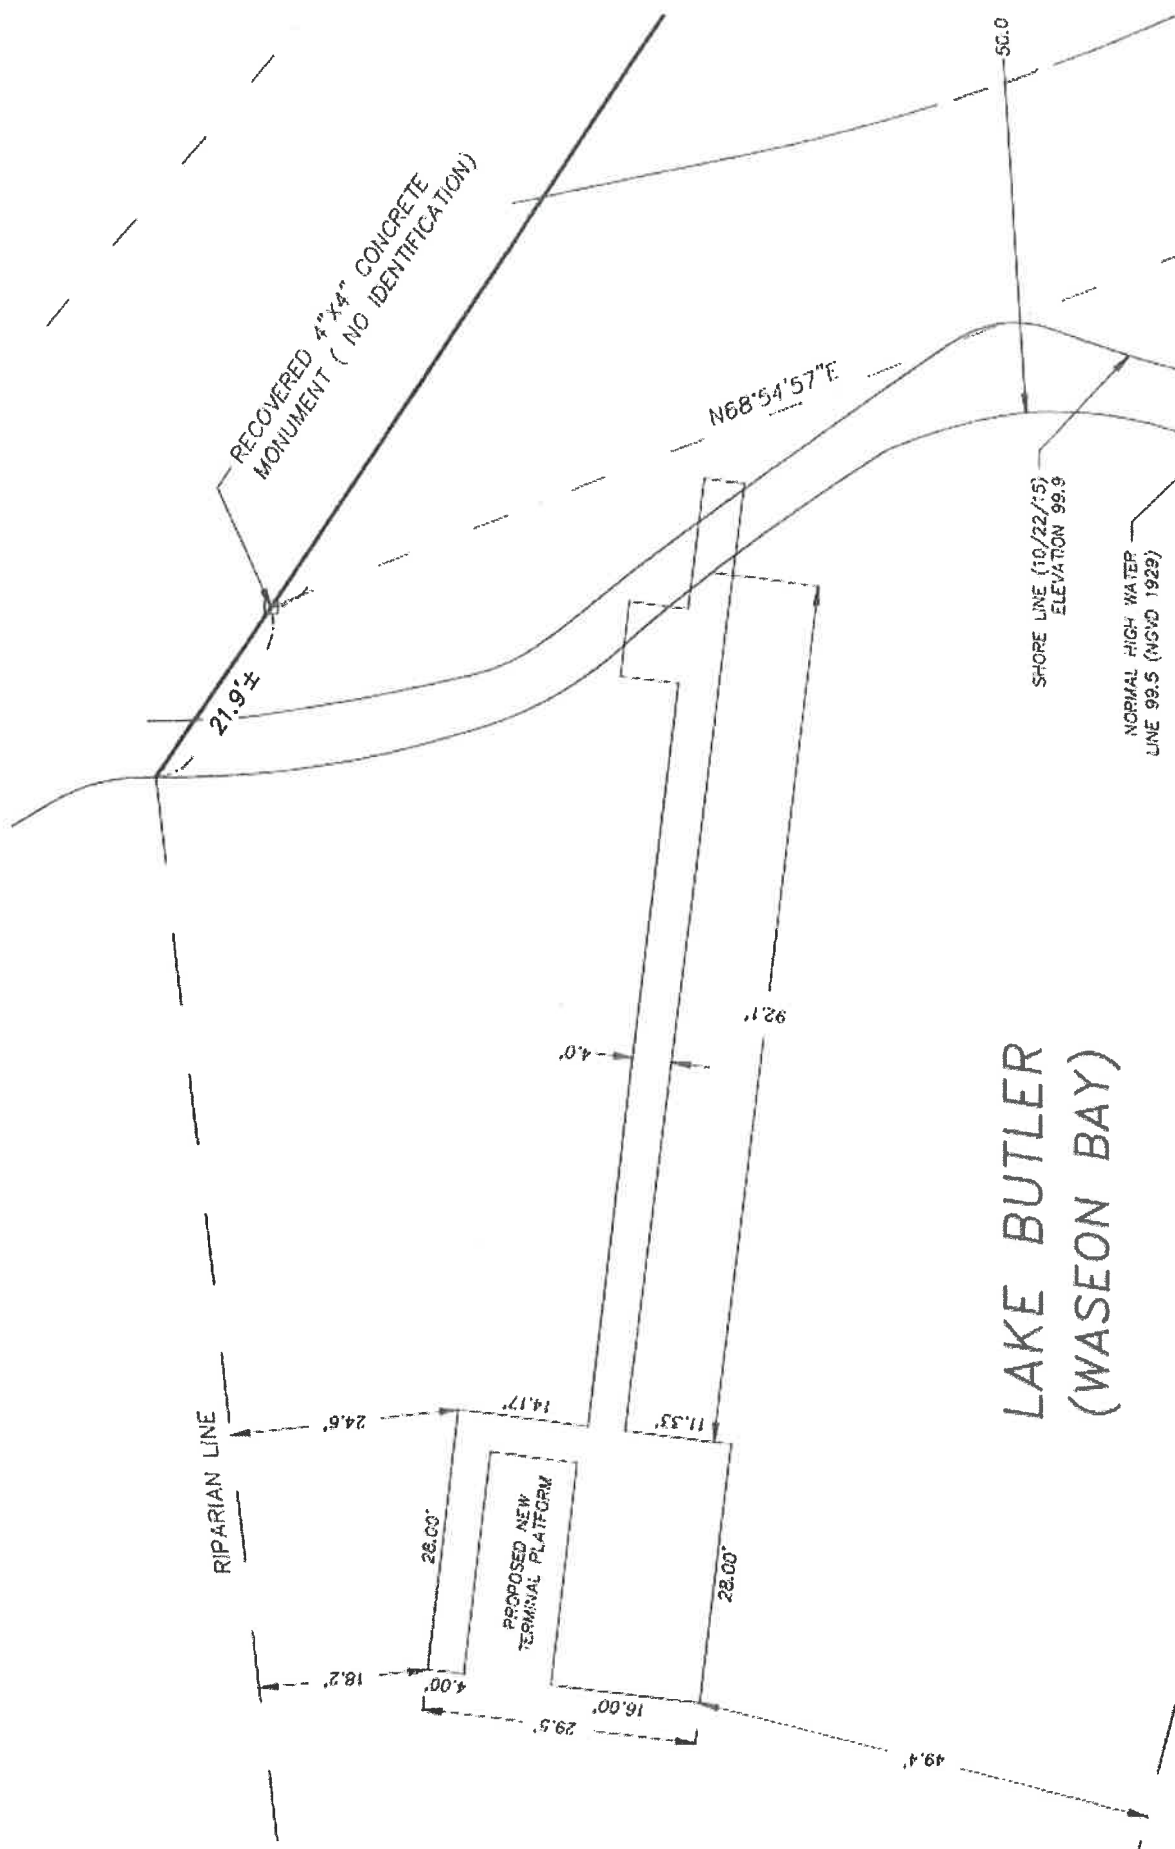 50.0
RECOVERED 4"X4" CONCRETE
MONUMENT ( NO IDENTIFICATION)
21.9'±
N68°54'57"E
SHORE LINE (10/22/15)
ELEVATION 99.9
NORMAL HIGH WATER
LINE 99.5 (NGVD 1929)
4.0'
92.1'
LAKE BUTLER
(WASEON BAY)
RIPARIAN LINE
24.6'
14.17'
11.33'
28.00'
PROPOSED NEW
TERMINAL PLATFORM
28.00'
18.2'
4.00'
29.5'
16.00'
49.4'